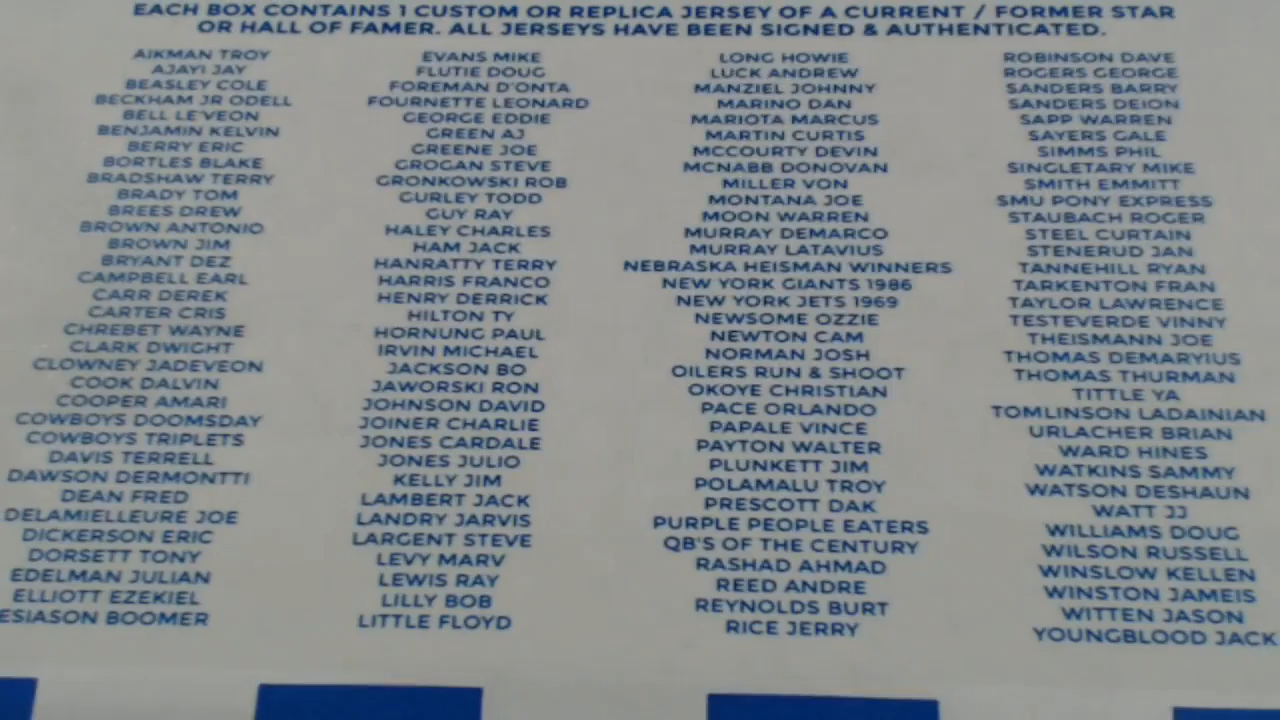 EACH BOX CONTAINS 1 CUSTOM OR REPLICA JERSEY OF A CURRENT / FORMER STAR
OR HALL OF FAMER. ALL JERSEYS HAVE BEEN SIGNED & AUTHENTICATED.
AIKMAN TROY
AJAYI JAY
BEASLEY COLE
BECKHAM JR ODELL
BELL LE'VEON
BENJAMIN KELVIN
BERRY ERIC
BORTLES BLAKE
BRADSHAW TERRY
BRADY TOM
BREES DREW
BROWN ANTONIO
BROWN JIM
BRYANT DEZ
CAMPBELL EARL
CARR DEREK
CARTER CRIS
CHREBET WAYNE
CLARK DWIGHT
CLOWNEY JADEVEON
COOK DALVIN
COOPER AMARI
COWBOYS DOOMSDAY
COWBOYS TRIPLETS
DAVIS TERRELL
DAWSON DERMONTTI
DEAN FRED
DELAMIELLEURE JOE
DICKERSON ERIC
DORSETT TONY
EDELMAN JULIAN
ELLIOTT EZEKIEL
ESIASON BOOMER
EVANS MIKE
FLUTIE DOUG
FOREMAN D'ONTA
FOURNETTE LEONARD
GEORGE EDDIE
GREEN AJ
GREENE JOE
GROGAN STEVE
GRONKOWSKI ROB
GURLEY TODD
GUY RAY
HALEY CHARLES
HAM JACK
HANRATTY TERRY
HARRIS FRANCO
HENRY DERRICK
HILTON TY
HORNUNG PAUL
IRVIN MICHAEL
JACKSON BO
JAWORSKI RON
JOHNSON DAVID
JOINER CHARLIE
JONES CARDALE
JONES JULIO
KELLY JIM
LAMBERT JACK
LANDRY JARVIS
LARGENT STEVE
LEVY MARV
LEWIS RAY
LILLY BOB
LITTLE FLOYD
LONG HOWIE
LUCK ANDREW
MANZIEL JOHNNY
MARINO DAN
MARIOTA MARCUS
MARTIN CURTIS
MCCOURTY DEVIN
MCNABB DONOVAN
MILLER VON
MONTANA JOE
MOON WARREN
MURRAY DEMARCO
MURRAY LATAVIUS
NEBRASKA HEISMAN WINNERS
NEW YORK GIANTS 1986
NEW YORK JETS 1969
NEWSOME OZZIE
NEWTON CAM
NORMAN JOSH
OILERS RUN & SHOOT
OKOYE CHRISTIAN
PACE ORLANDO
PAPALE VINCE
PAYTON WALTER
PLUNKETT JIM
POLAMALU TROY
PRESCOTT DAK
PURPLE PEOPLE EATERS
QB'S OF THE CENTURY
RASHAD AHMAD
REED ANDRE
REYNOLDS BURT
RICE JERRY
ROBINSON DAVE
ROGERS GEORGE
SANDERS BARRY
SANDERS DEION
SAPP WARREN
SAYERS GALE
SIMMS PHIL
SINGLETARY MIKE
SMITH EMMITT
SMU PONY EXPRESS
STAUBACH ROGER
STEEL CURTAIN
STENERUD JAN
TANNEHILL RYAN
TARKENTON FRAN
TAYLOR LAWRENCE
TESTEVERDE VINNY
THEISMANN JOE
THOMAS DEMARYIUS
THOMAS THURMAN
TITTLE YA
TOMLINSON LADAINIAN
URLACHER BRIAN
WARD HINES
WATKINS SAMMY
WATSON DESHAUN
WATT JJ
WILLIAMS DOUG
WILSON RUSSELL
WINSLOW KELLEN
WINSTON JAMEIS
WITTEN JASON
YOUNGBLOOD JACK